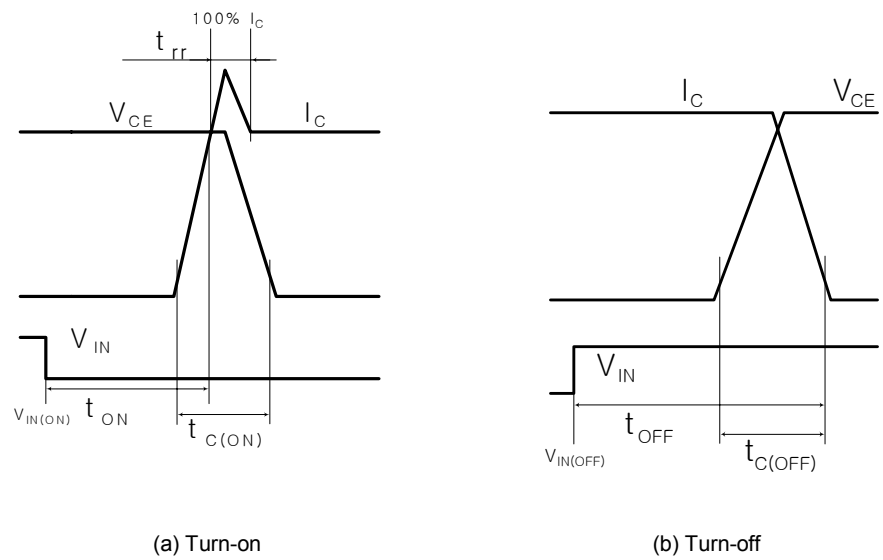 100% IC
trr
VCE
IC
VIN
VIN(ON)
tON
tC(ON)
(a) Turn-on
IC
VCE
VIN
VIN(OFF)
tOFF
tC(OFF)
(b) Turn-off